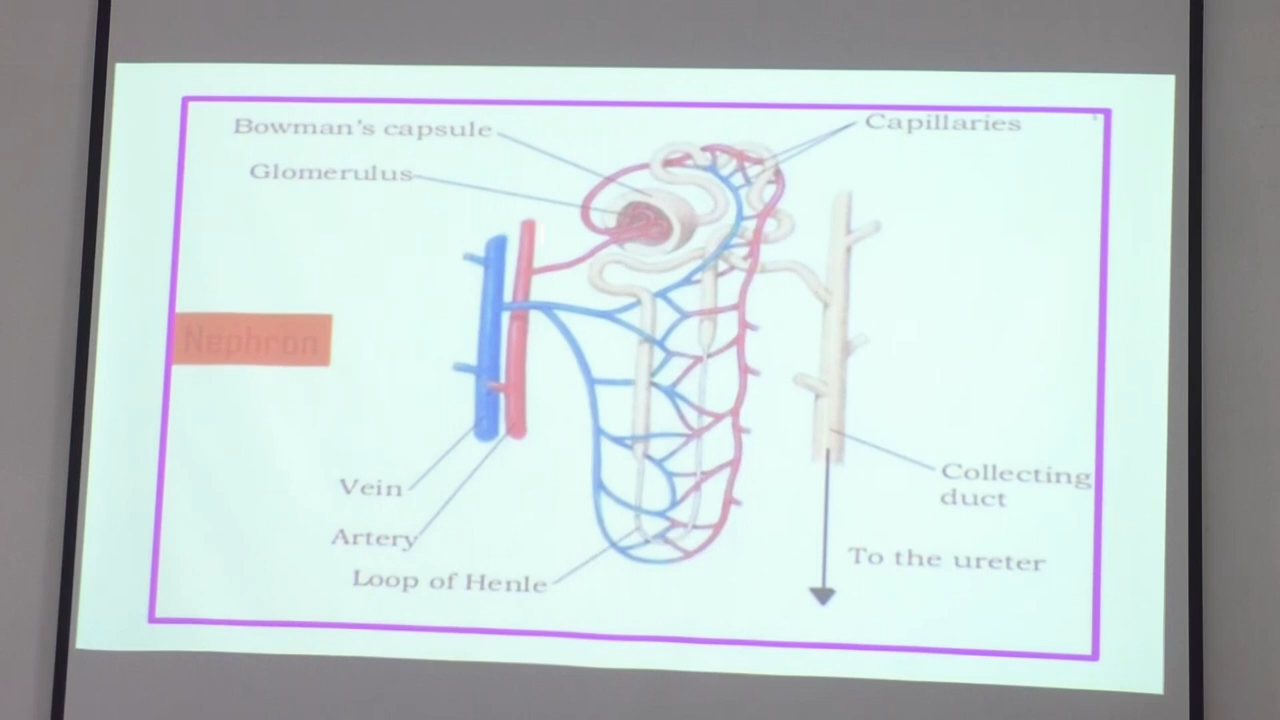 Bowman's capsule
Capillaries
Glomerulus
Nephron
Vein
Collecting
duct
Artery
To the ureter
Loop of Henle